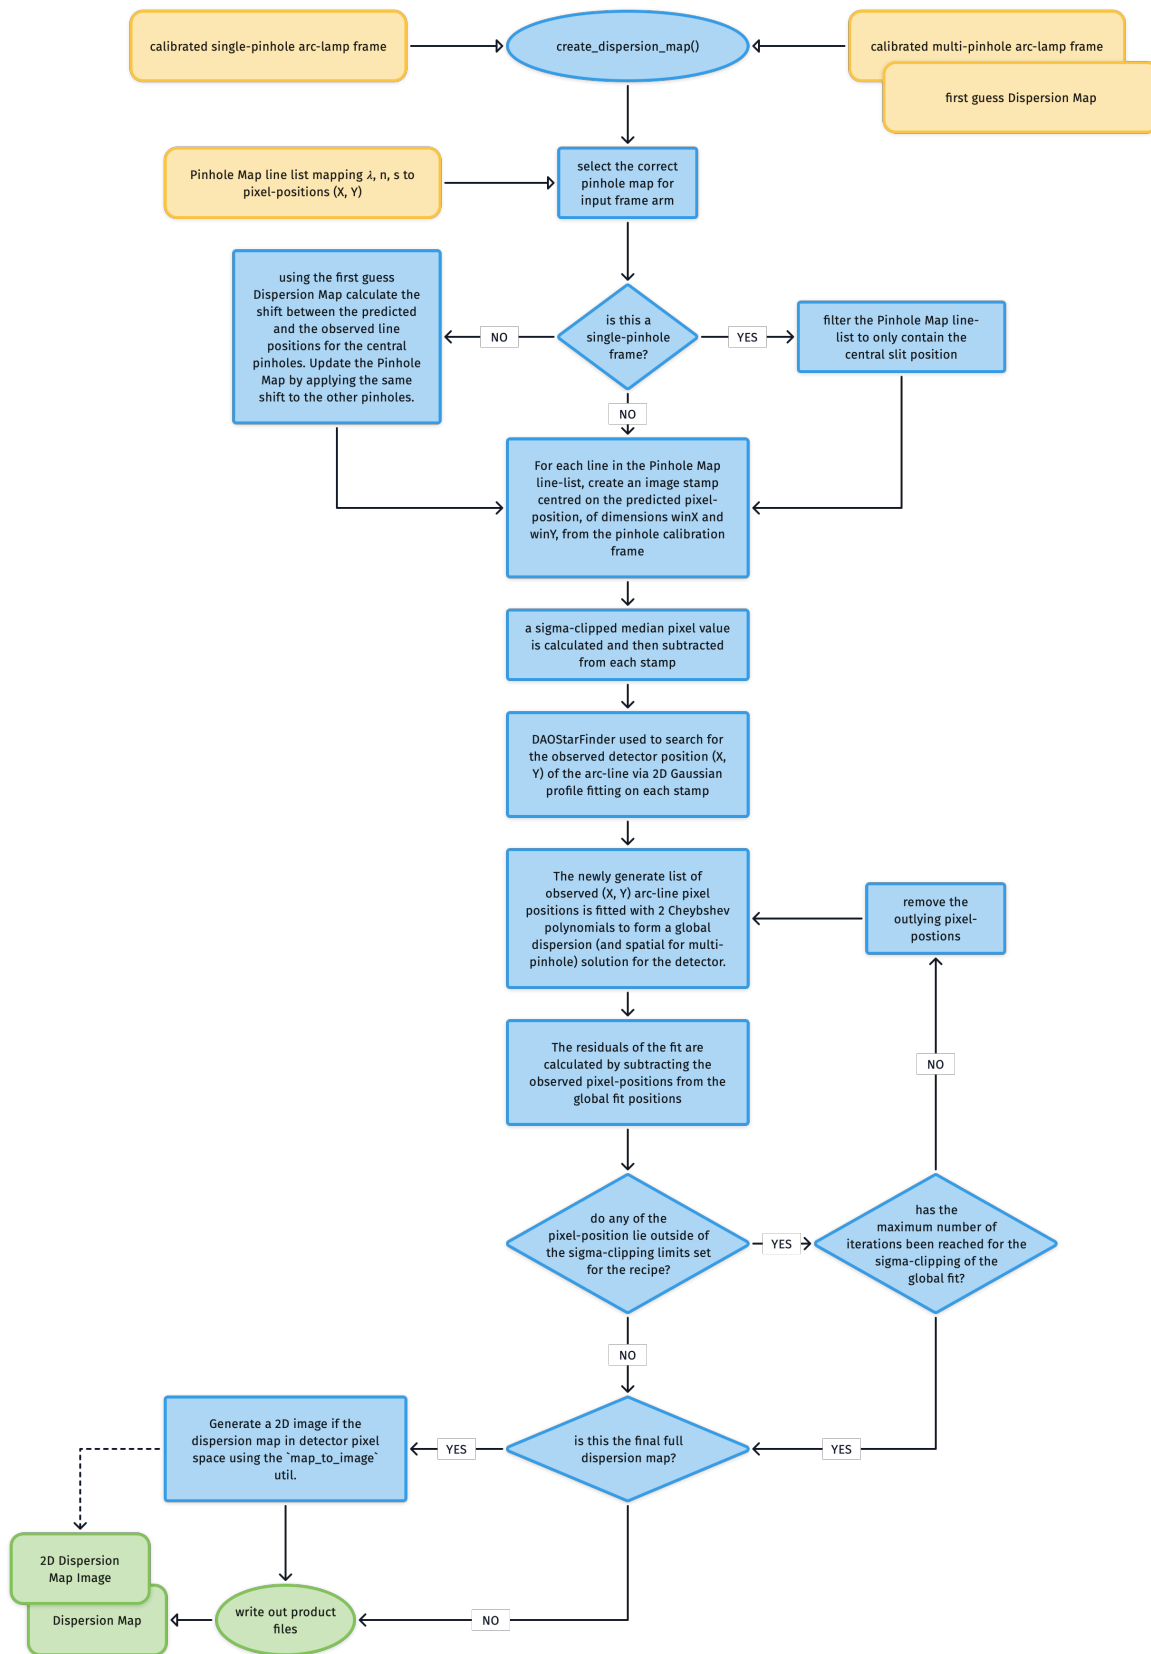 calibrated single-pinhole arc-lamp frame
create_dispersion_map()
calibrated multi-pinhole arc-lamp frame
first guess Dispersion Map
Pinhole Map line list mapping λ, n, s to
pixel-positions (X, Y)
select the correct
pinhole map for
input frame arm
using the first guess
Dispersion Map calculate the
shift between the predicted
and the observed line
positions for the central
pinholes. Update the Pinhole
Map by applying the same
shift to the other pinholes.
NO
is this a
single-pinhole
frame?
YES
filter the Pinhole Map line-
list to only contain the
central slit position
NO
For each line in the Pinhole Map
line-list, create an image stamp
centred on the predicted pixel-
position, of dimensions winX and
winY, from the pinhole calibration
frame
a sigma-clipped median pixel value
is calculated and then subtracted
from each stamp
DAOStarFinder used to search for
the observed detector position (X,
Y) of the arc-line via 2D Gaussian
profile fitting on each stamp
The newly generate list of
observed (X, Y) arc-line pixel
positions is fitted with 2 Cheybshev
polynomials to form a global
dispersion (and spatial for multi-
pinhole) solution for the detector.
remove the
outlying pixel-
postions
The residuals of the fit are
calculated by subtracting the
observed pixel-positions from the
global fit positions
NO
do any of the
pixel-position lie outside of
the sigma-clipping limits set
for the recipe?
YES
has the
maximum number of
iterations been reached for the
sigma-clipping of the
global fit?
NO
Generate a 2D image if the
dispersion map in detector pixel
space using the `map_to_image`
util.
YES
is this the final full
dispersion map?
YES
2D Dispersion
Map Image
Dispersion Map
write out product
files
NO